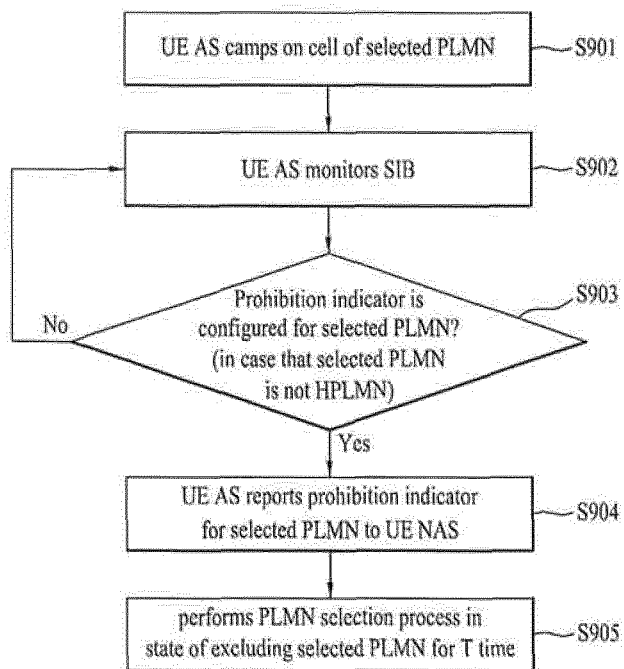 UE AS camps on cell of selected PLMN
S901
UE AS monitors SIB
S902
Prohibition indicator is
configured for selected PLMN?
(in case that selected PLMN
is not HPLMN)
S903
No
Yes
UE AS reports prohibition indicator
for selected PLMN to UE NAS
S904
performs PLMN selection process in
state of excluding selected PLMN for T time
S905